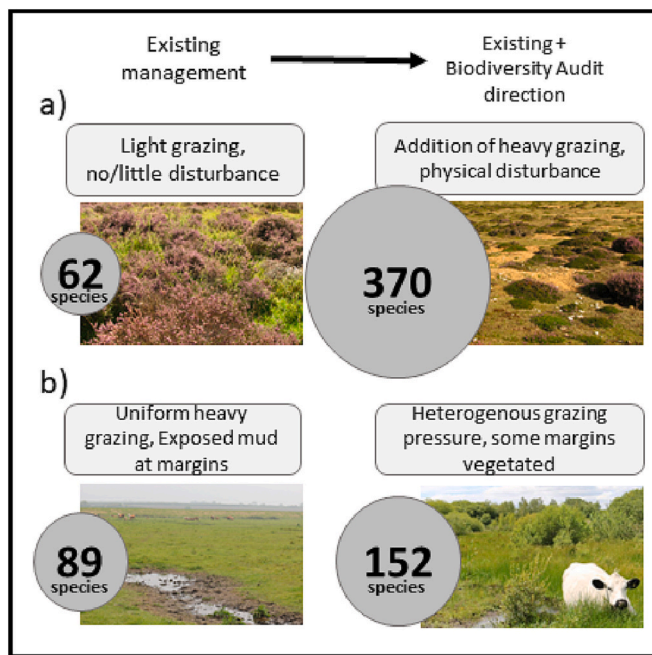 Existing
management
Existing +
Biodiversity Audit
direction
a)
Light grazing,
no/little disturbance
Addition of heavy grazing,
physical disturbance
62
species
370
species
b)
Uniform heavy
grazing, Exposed mud
at margins
Heterogenous grazing
pressure, some margins
vegetated
89
species
152
species